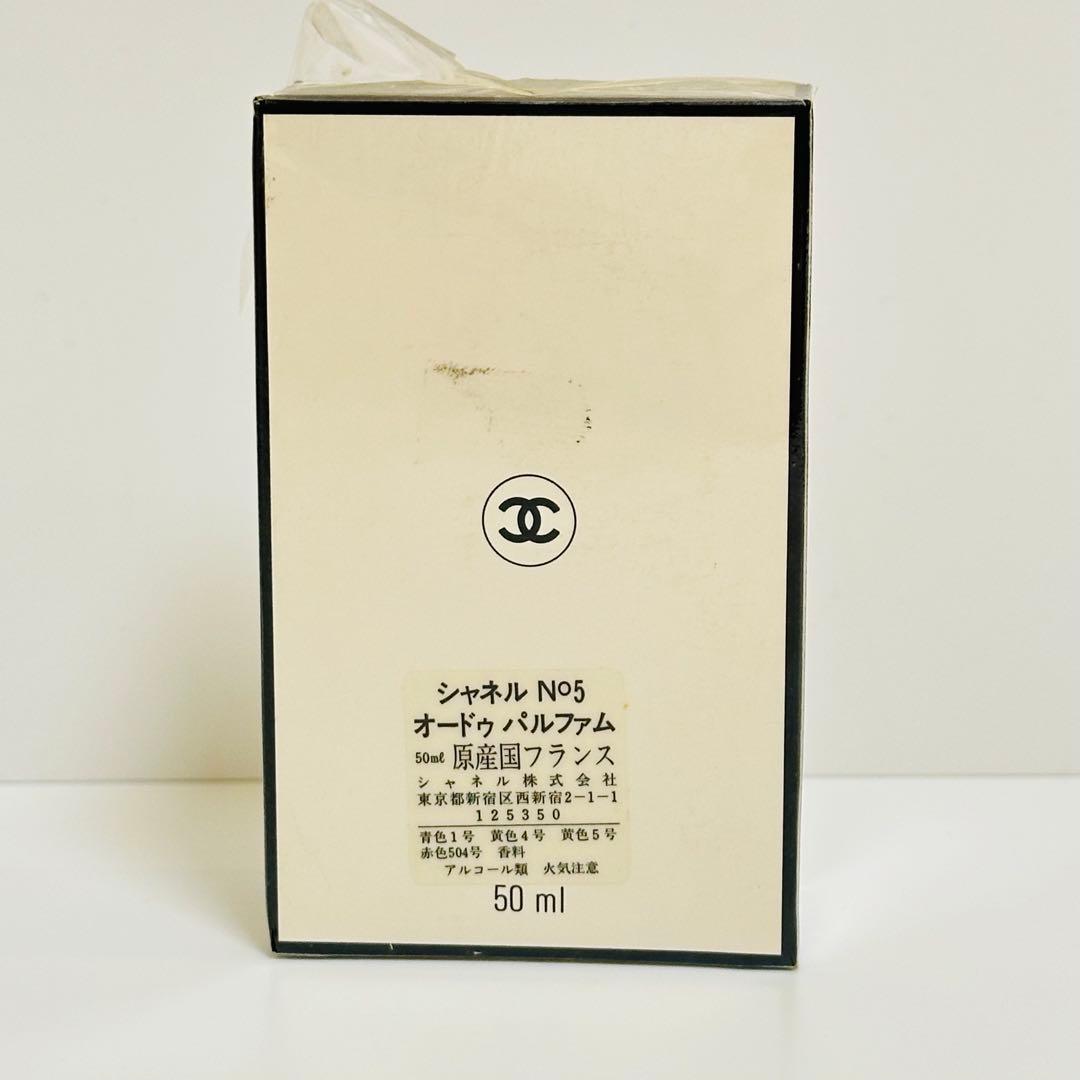 シャネル Nº5
オードゥ パルファム
50mℓ 原産国フランス
シャネル株式会社
東京都新宿区西新宿2-1-1
125350
青色1号 黄色4号 黄色5号
赤色504号 香料
アルコール類 火気注意
50 ml